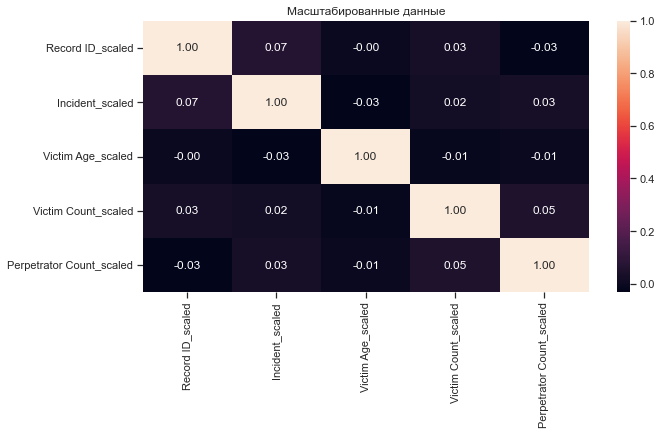 Масштабированные данные
Record ID_scaled 1.00 0.07 -0.00 0.03 -0.03
Incident_scaled 0.07 1.00 -0.03 0.02 0.03
Victim Age_scaled -0.00 -0.03 1.00 -0.01 -0.01
Victim Count_scaled 0.03 0.02 -0.01 1.00 0.05
Perpetrator Count_scaled -0.03 0.03 -0.01 0.05 1.00
Record ID_scaled
Incident_scaled
Victim Age_scaled
Victim Count_scaled
Perpetrator Count_scaled
1.0
0.8
0.6
0.4
0.2
0.0